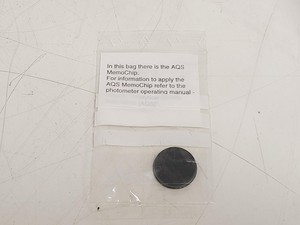 In this bag there is the AQS
MemoChip.
For information to apply the
AQS MemoChip refer to the
photometer operating manual -